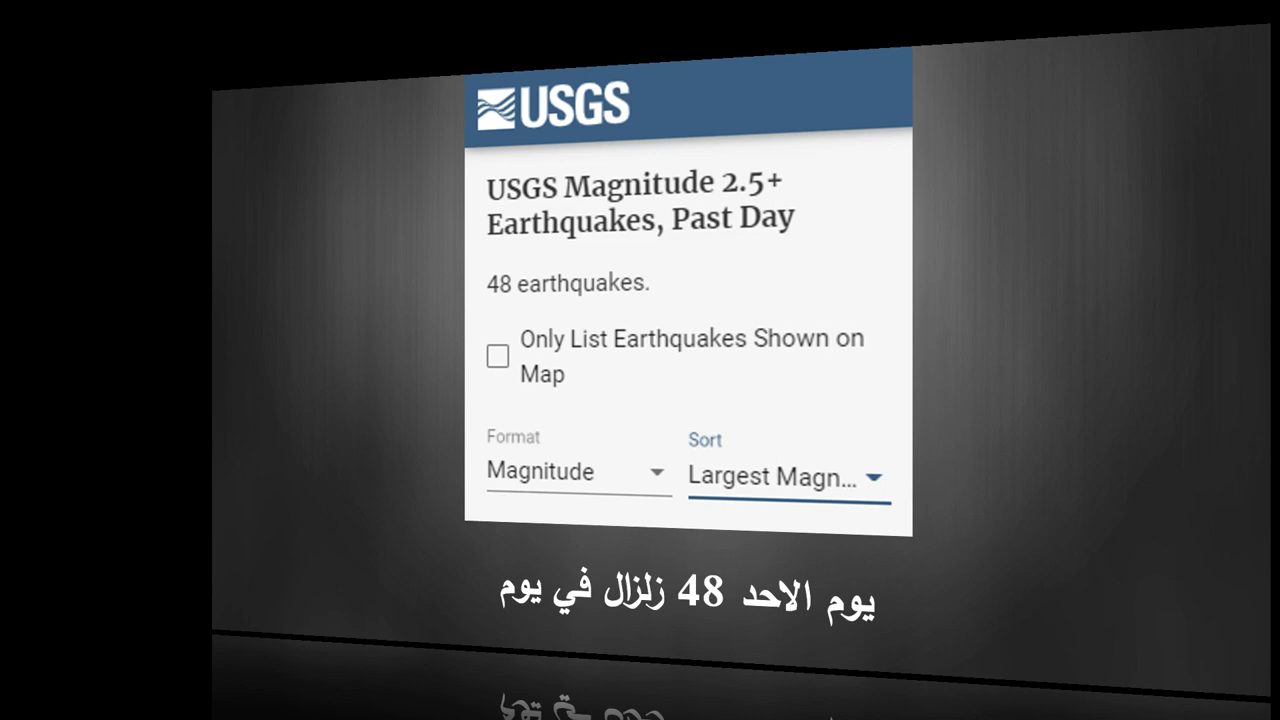 USGS
USGS Magnitude 2.5+
Earthquakes, Past Day
48 earthquakes.
Only List Earthquakes Shown on
Map
Format
Sort
Magnitude
Largest Magn...
يوم الاحد 48 زلزال في يوم